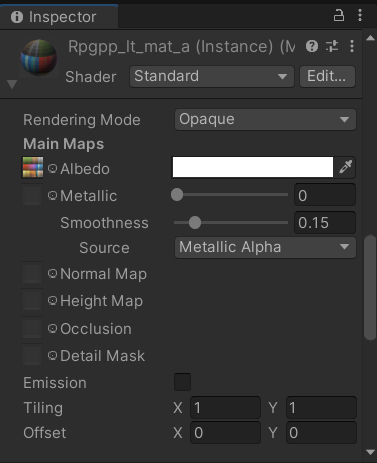 Inspector
Rpgpp_lt_mat_a (Instance) (M
Shader Standard Edit...
Rendering Mode Opaque
Main Maps
Albedo
Metallic 0
Smoothness 0.15
Source Metallic Alpha
Normal Map
Height Map
Occlusion
Detail Mask
Emission
Tiling X 1 Y 1
Offset X 0 Y 0